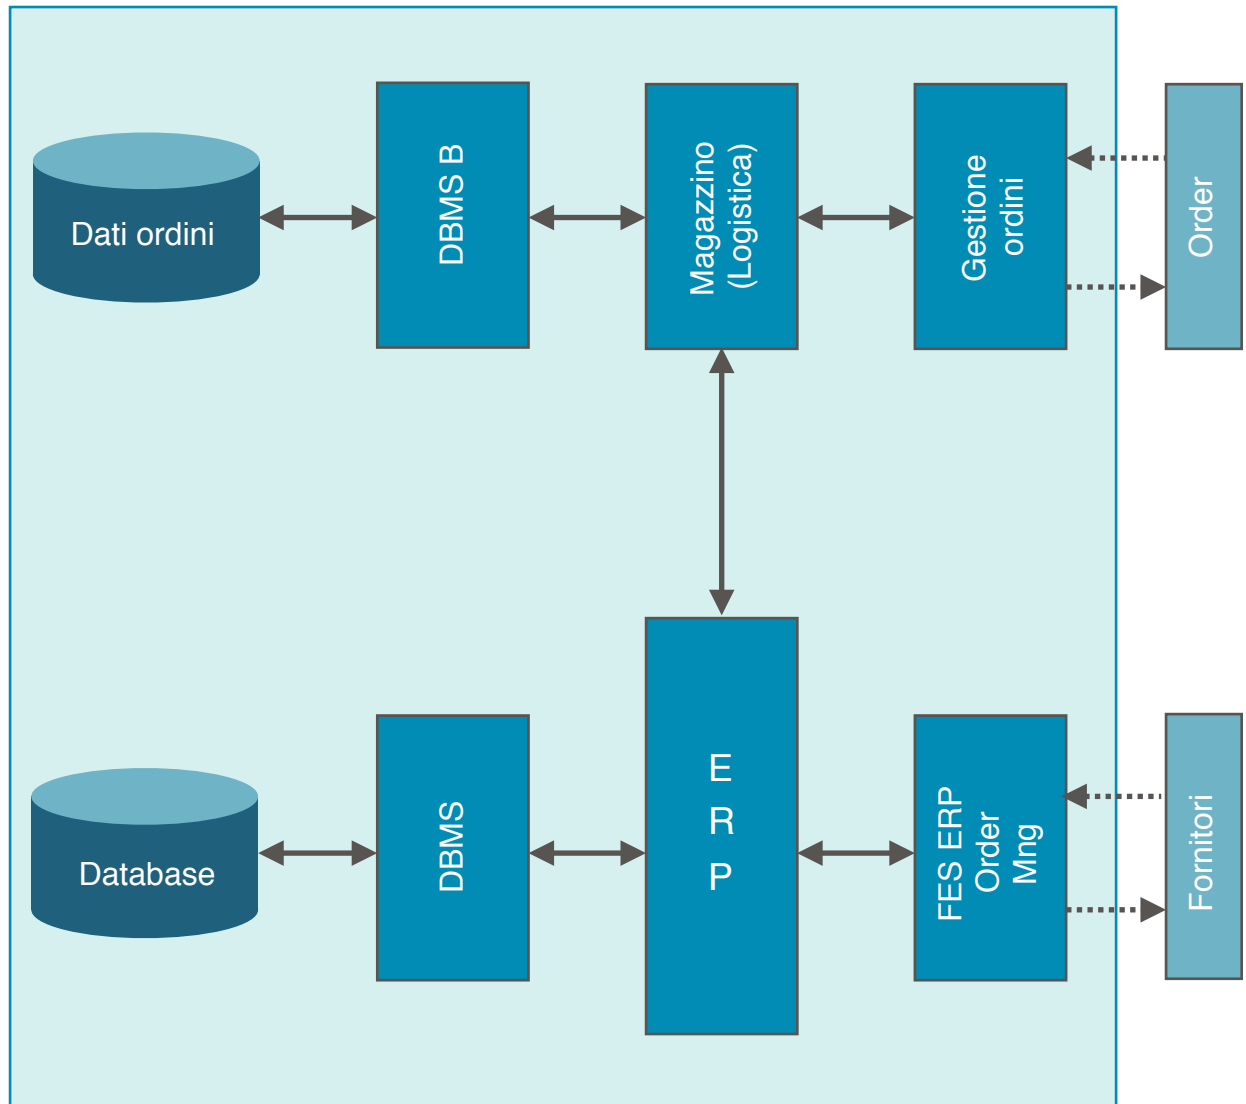 Dati ordini
DBMS B
Magazzino
(Logistica)
Gestione
ordini
Order
Database
DBMS
E
R
P
FES ERP
Order
Mng
Fornitori